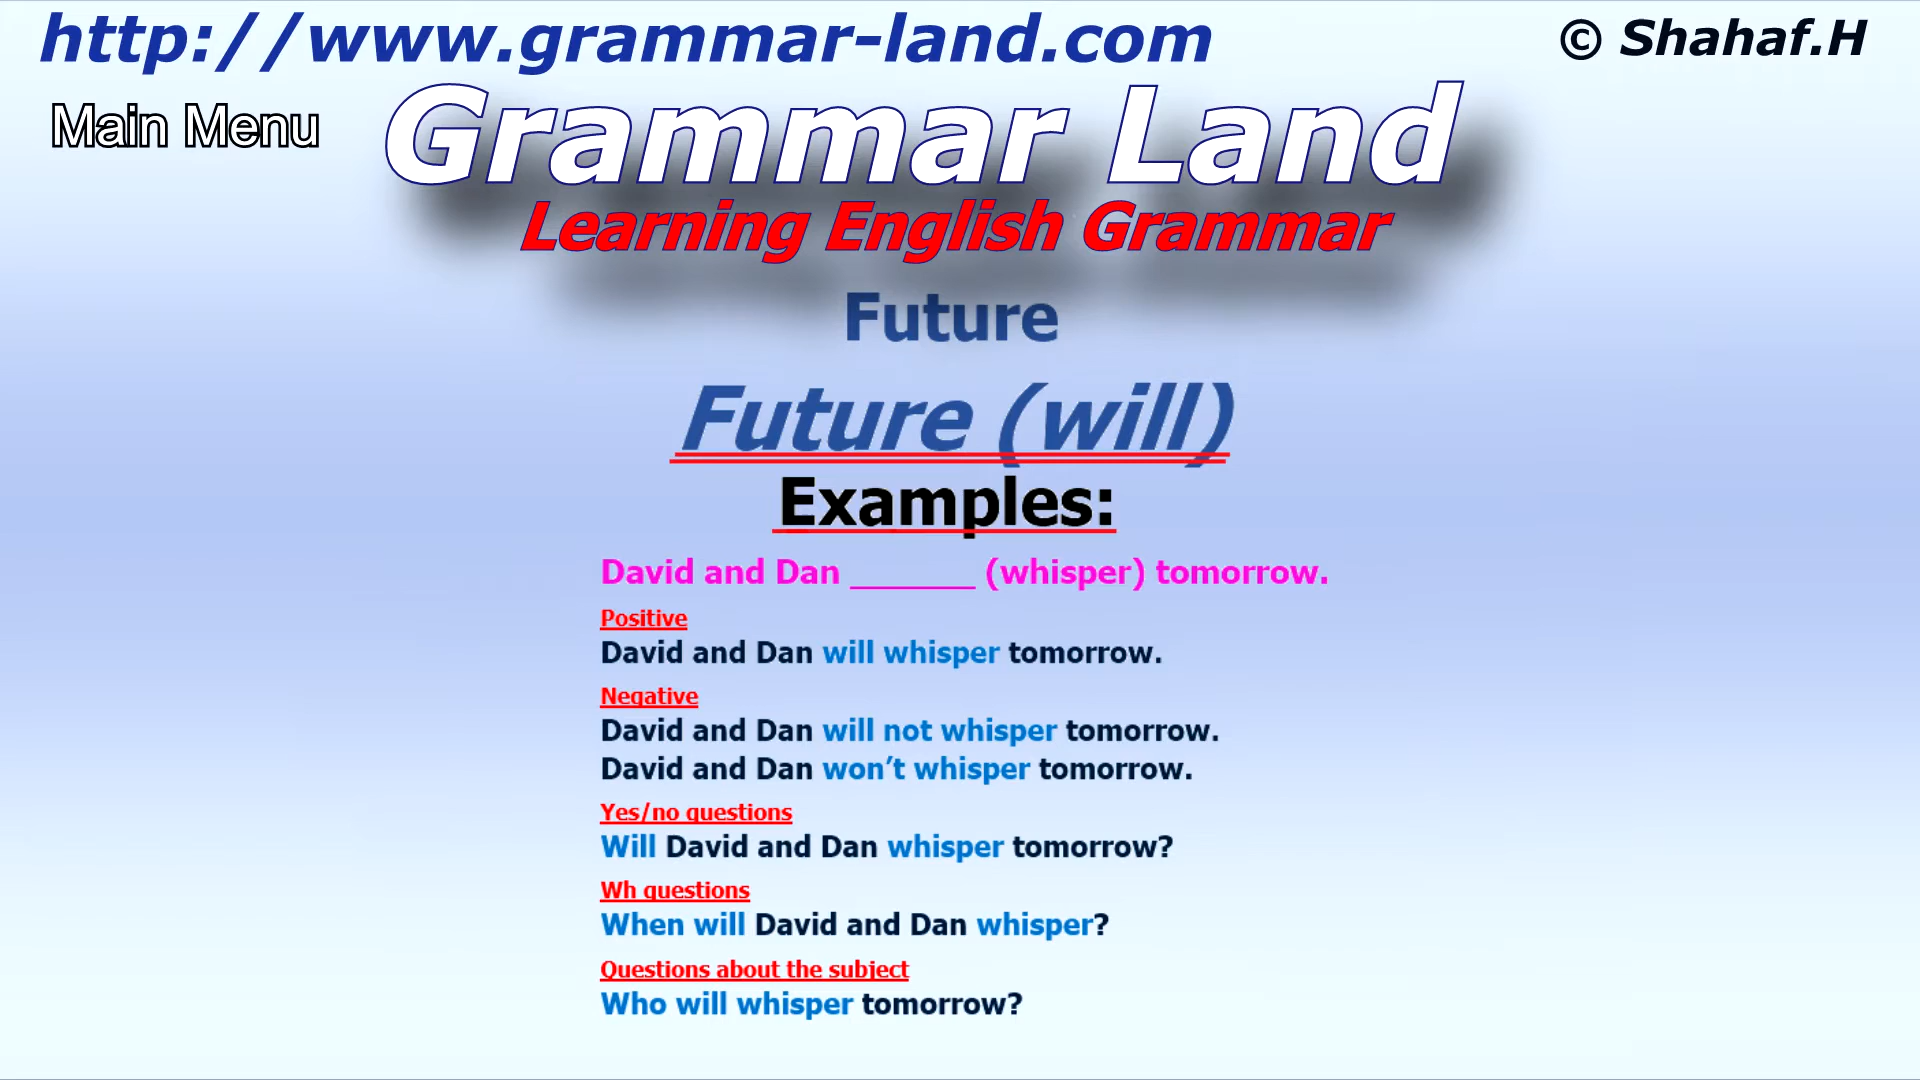 http://www.grammar-land.com
© Shahaf.H
Main Menu
Grammar Land
Learning English Grammar
Future
Future (will)
Examples:
David and Dan _______ (whisper) tomorrow.
Positive
David and Dan will whisper tomorrow.
Negative
David and Dan will not whisper tomorrow.
David and Dan won’t whisper tomorrow.
Yes/no questions
Will David and Dan whisper tomorrow?
Wh questions
When will David and Dan whisper?
Questions about the subject
Who will whisper tomorrow?